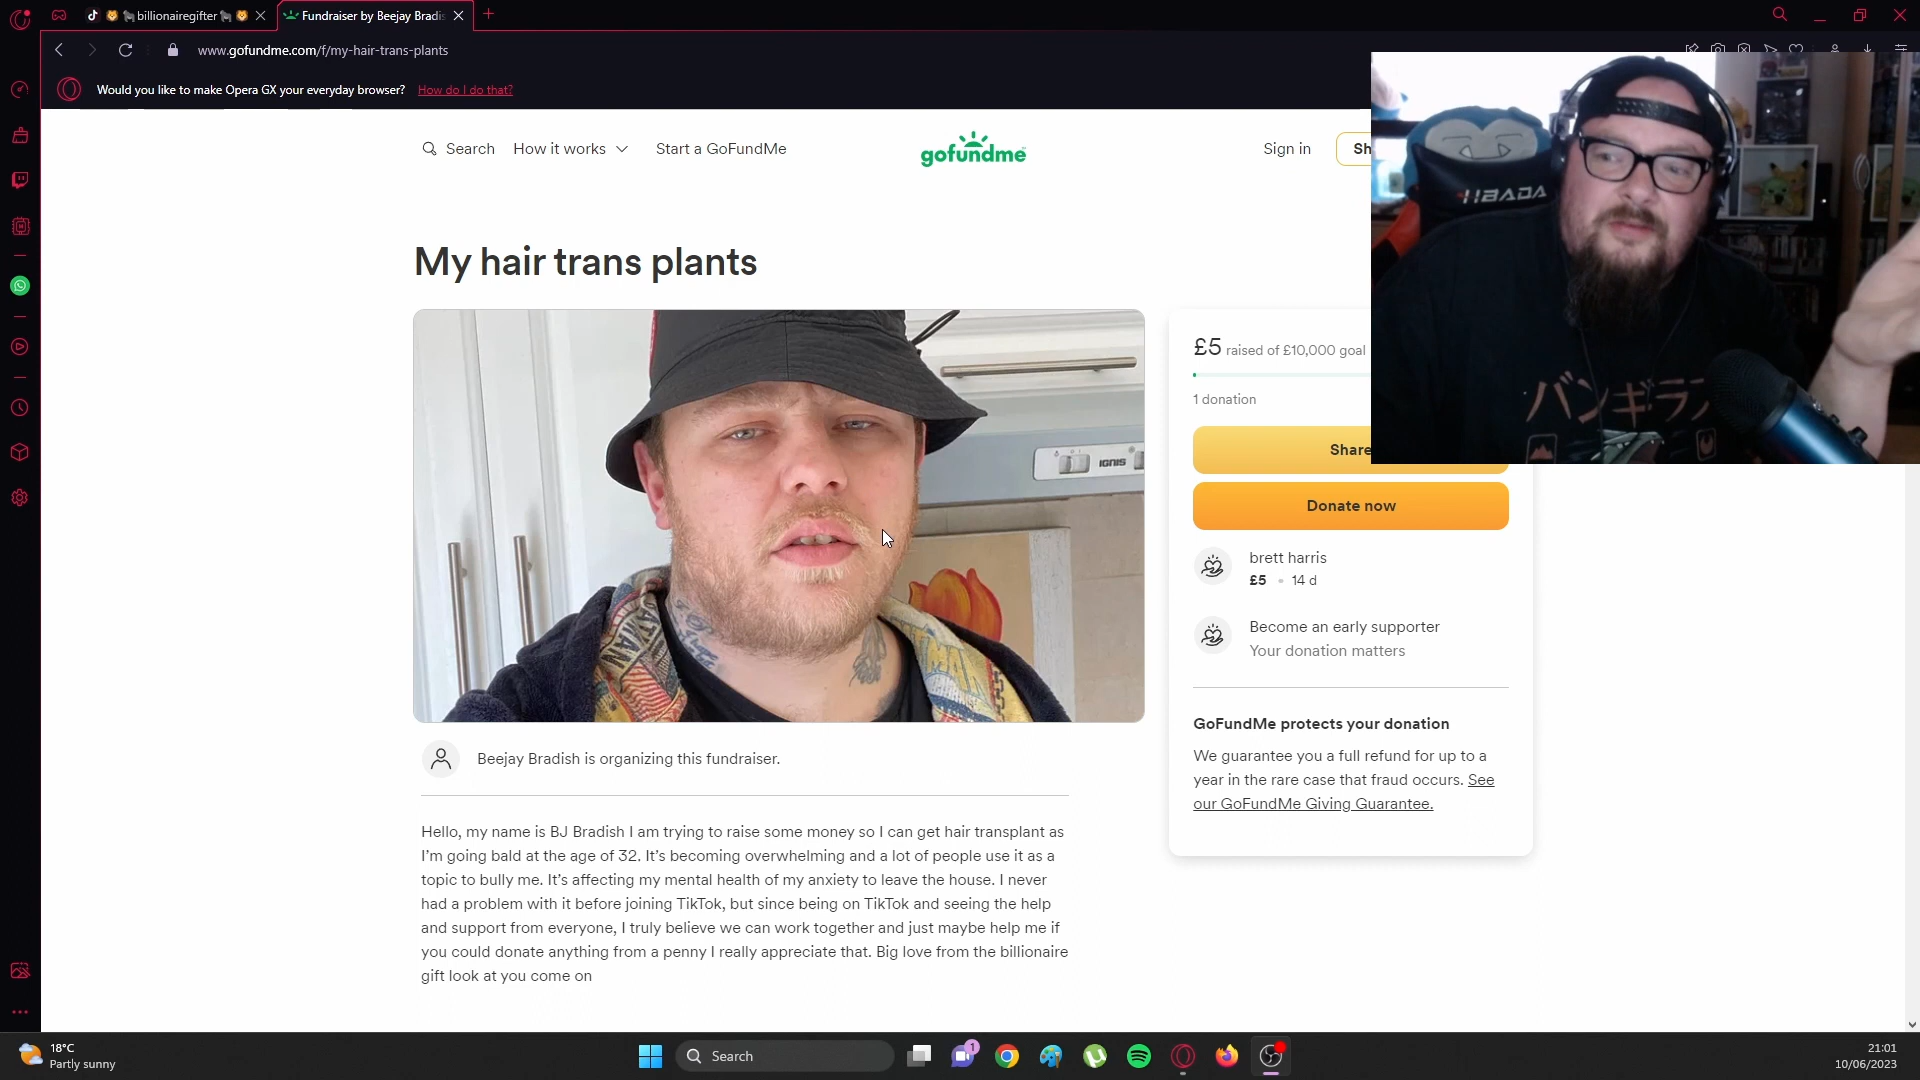 billionairegifter
Fundraiser by Beejay Bradis
www.gofundme.com/f/my-hair-trans-plants
Would you like to make Opera GX your everyday browser? How do I do that?
Search
How it works
Start a GoFundMe
gofundme
Sign in
Sh
My hair trans plants
IGNIS
HBADA
バンギラ
£5 raised of £10,000 goal
1 donation
Share
Donate now
brett harris
£5 • 14 d
Become an early supporter
Your donation matters
GoFundMe protects your donation
We guarantee you a full refund for up to a
year in the rare case that fraud occurs. See
our GoFundMe Giving Guarantee.
Beejay Bradish is organizing this fundraiser.
Hello, my name is BJ Bradish I am trying to raise some money so I can get hair transplant as
I'm going bald at the age of 32. It's becoming overwhelming and a lot of people use it as a
topic to bully me. It's affecting my mental health of my anxiety to leave the house. I never
had a problem with it before joining TikTok, but since being on TikTok and seeing the help
and support from everyone, I truly believe we can work together and just maybe help me if
you could donate anything from a penny I really appreciate that. Big love from the billionaire
gift look at you come on
18°C
Partly sunny
Search
1
21:01
10/06/2023